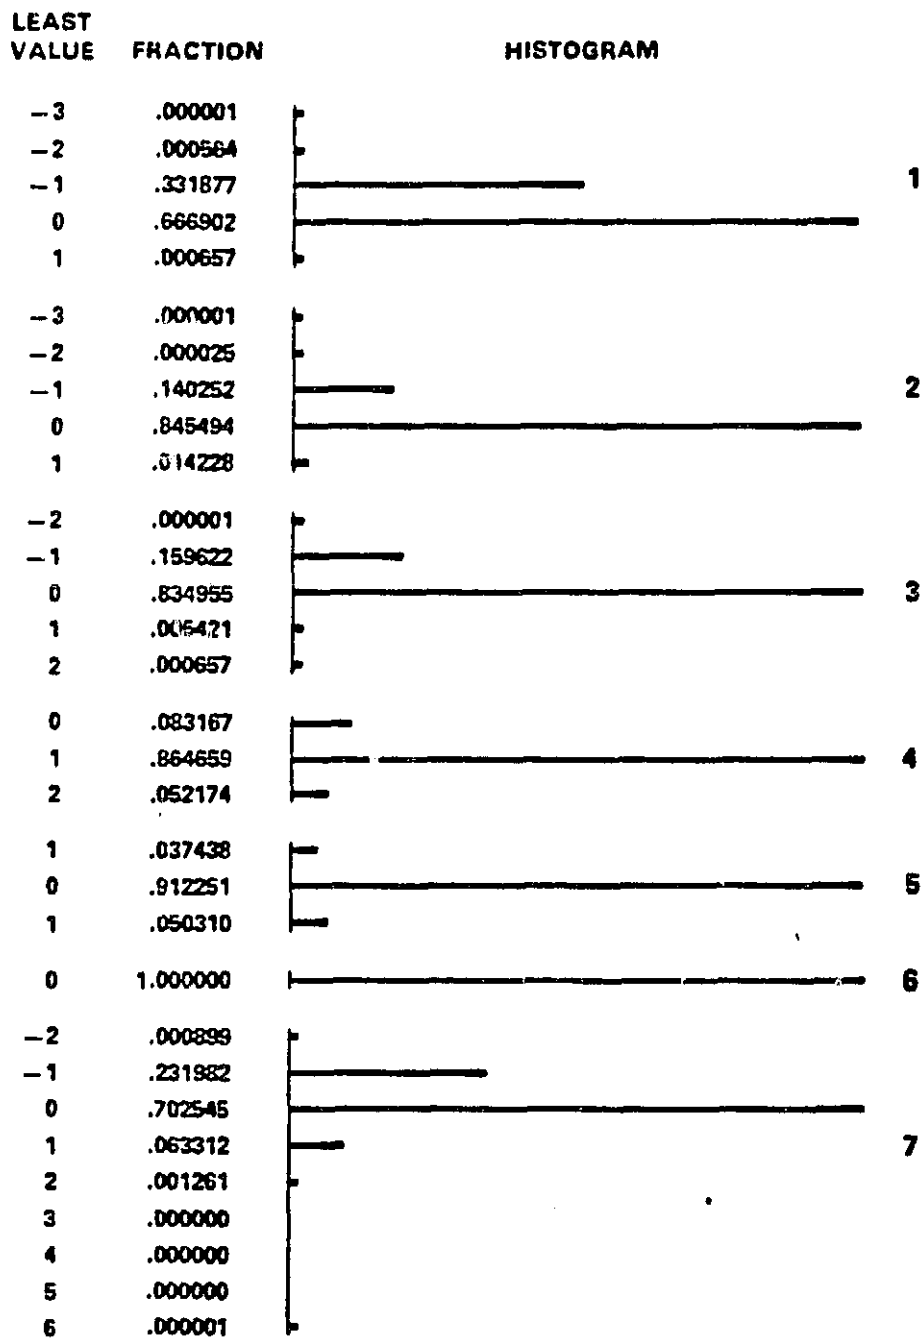 LEAST
VALUE FRACTION HISTOGRAM
−3 .000001
−2 .000564
−1 .331877 1
0 .666902
1 .000657
−3 .000001
−2 .000025
−1 .140252 2
0 .845494
1 .014228
−2 .000001
−1 .159622
0 .834955 3
1 .005421
2 .000657
0 .083167
1 .864659 4
2 .052174
1 .037438
0 .912251 5
1 .050310
0 1.000000 6
−2 .000899
−1 .231982
0 .702545
1 .063312 7
2 .001261
3 .000000
4 .000000
5 .000000
6 .000001